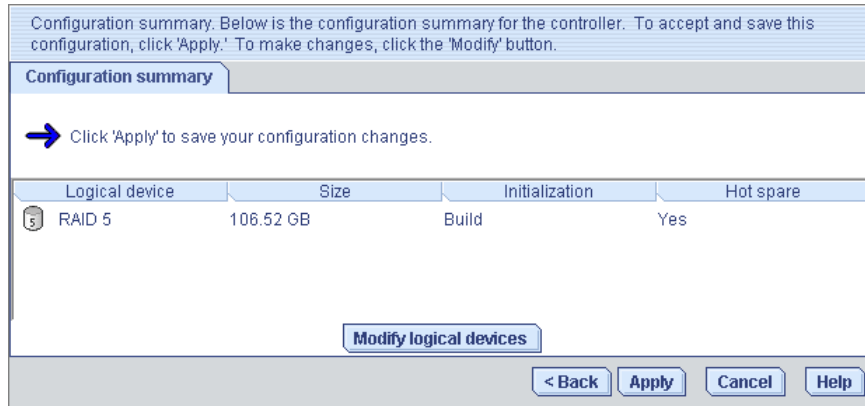 Configuration summary. Below is the configuration summary for the controller. To accept and save this
configuration, click 'Apply.' To make changes, click the 'Modify' button.
Configuration summary
Click 'Apply' to save your configuration changes.
Logical device Size Initialization Hot spare
5 RAID 5 106.52 GB Build Yes
Modify logical devices
< Back Apply Cancel Help